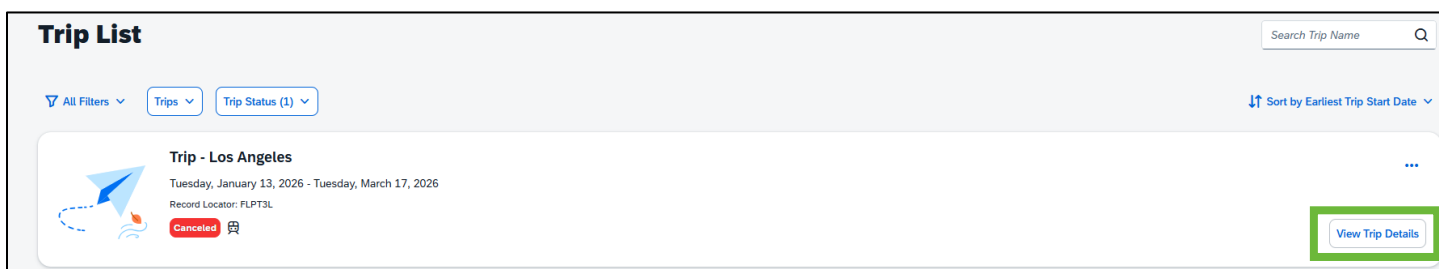 Trip List
Search Trip Name
All Filters
Trips
Trip Status (1)
Sort by Earliest Trip Start Date
Trip - Los Angeles
Tuesday, January 13, 2026 - Tuesday, March 17, 2026
Record Locator: FLPT3L
Canceled
View Trip Details